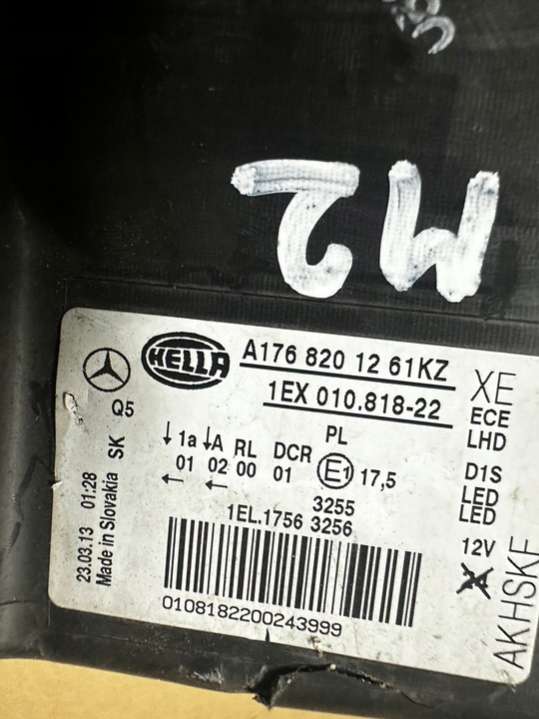 M2
HELLA
A176 820 12 61KZ
1EX 010.818-22
XE
ECE
LHD
D1S
LED
LED
12V
AKHSKF
Q5
PL
↓1a ↓A RL DCR E1 17,5
01 02 00 01
← ←
3255
1EL.1756 3256
23.03.13 01:28
Made in Slovakia SK
0108182200243999